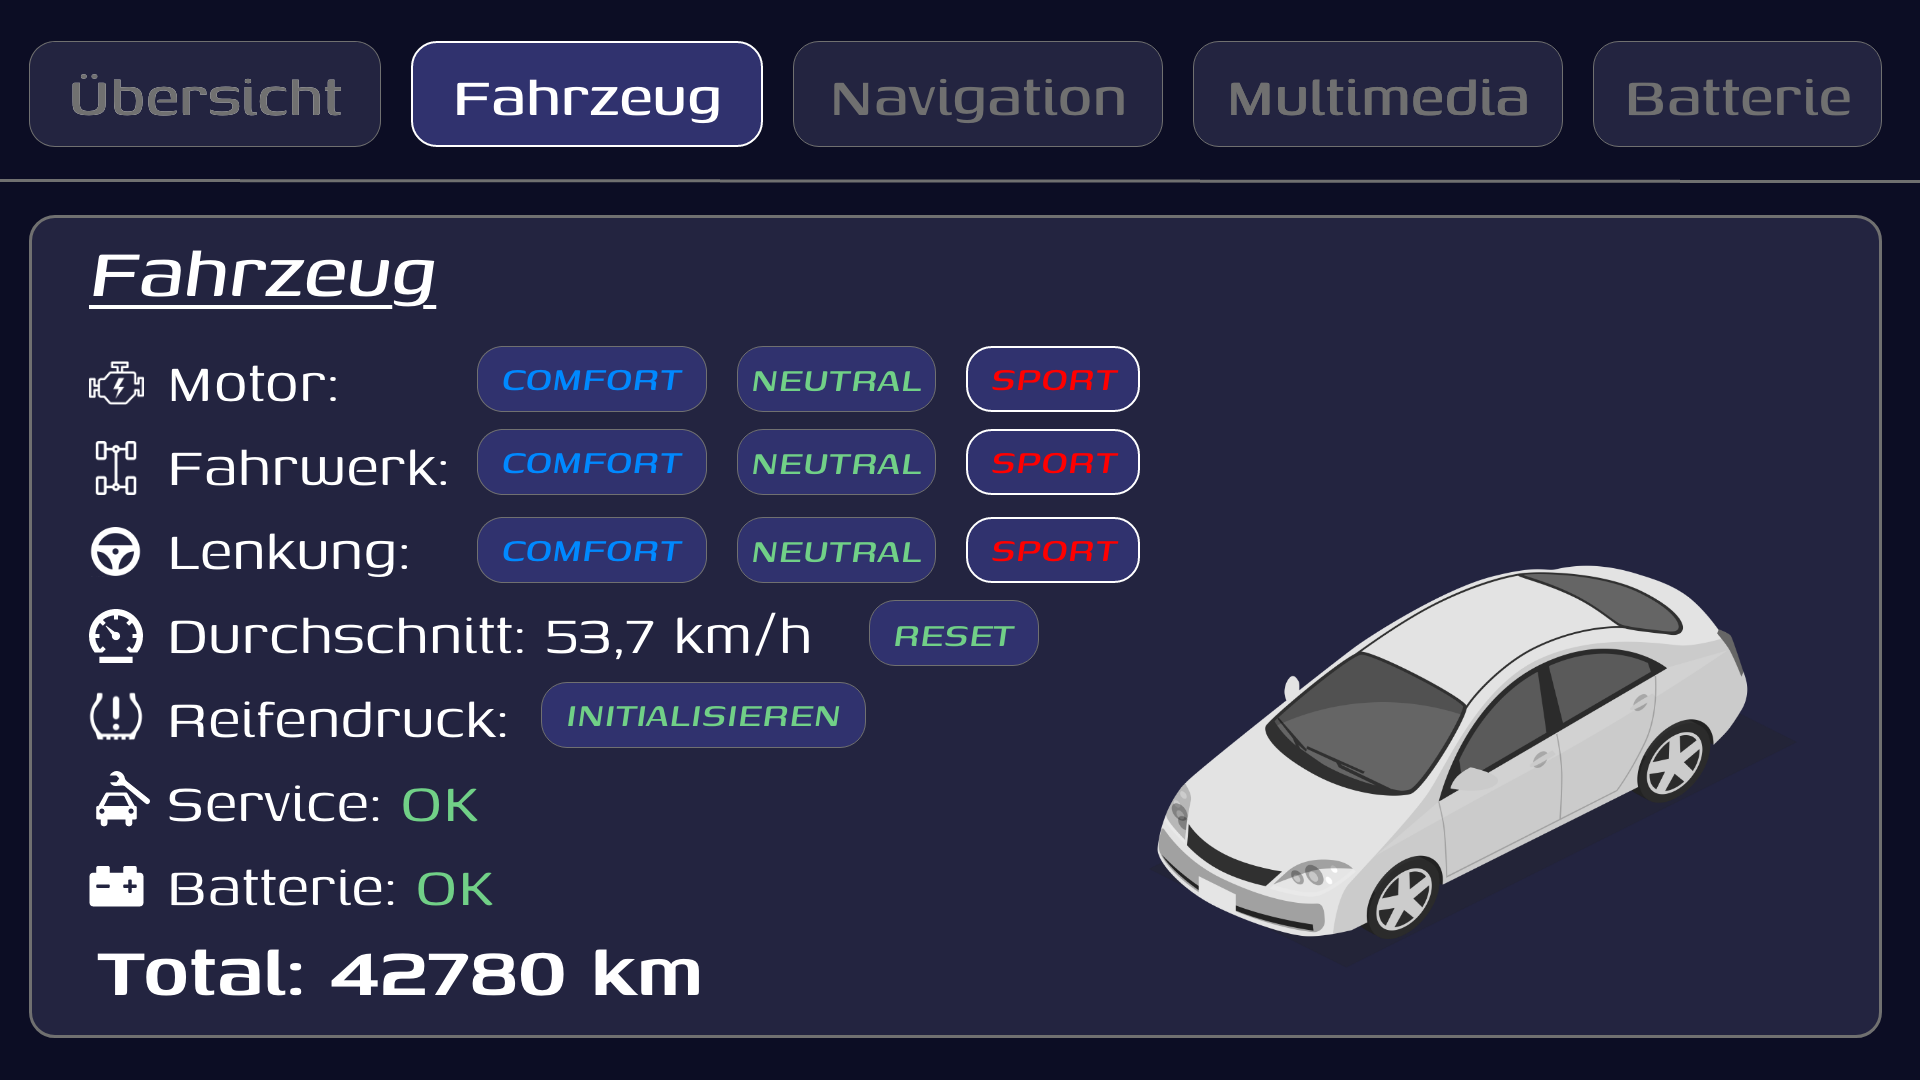 Übersicht Fahrzeug Navigation Multimedia Batterie
Fahrzeug
Motor: COMFORT NEUTRAL SPORT
Fahrwerk: COMFORT NEUTRAL SPORT
Lenkung: COMFORT NEUTRAL SPORT
Durchschnitt: 53,7 km/h RESET
Reifendruck: INITIALISIEREN
Service: OK
Batterie: OK
Total: 42780 km